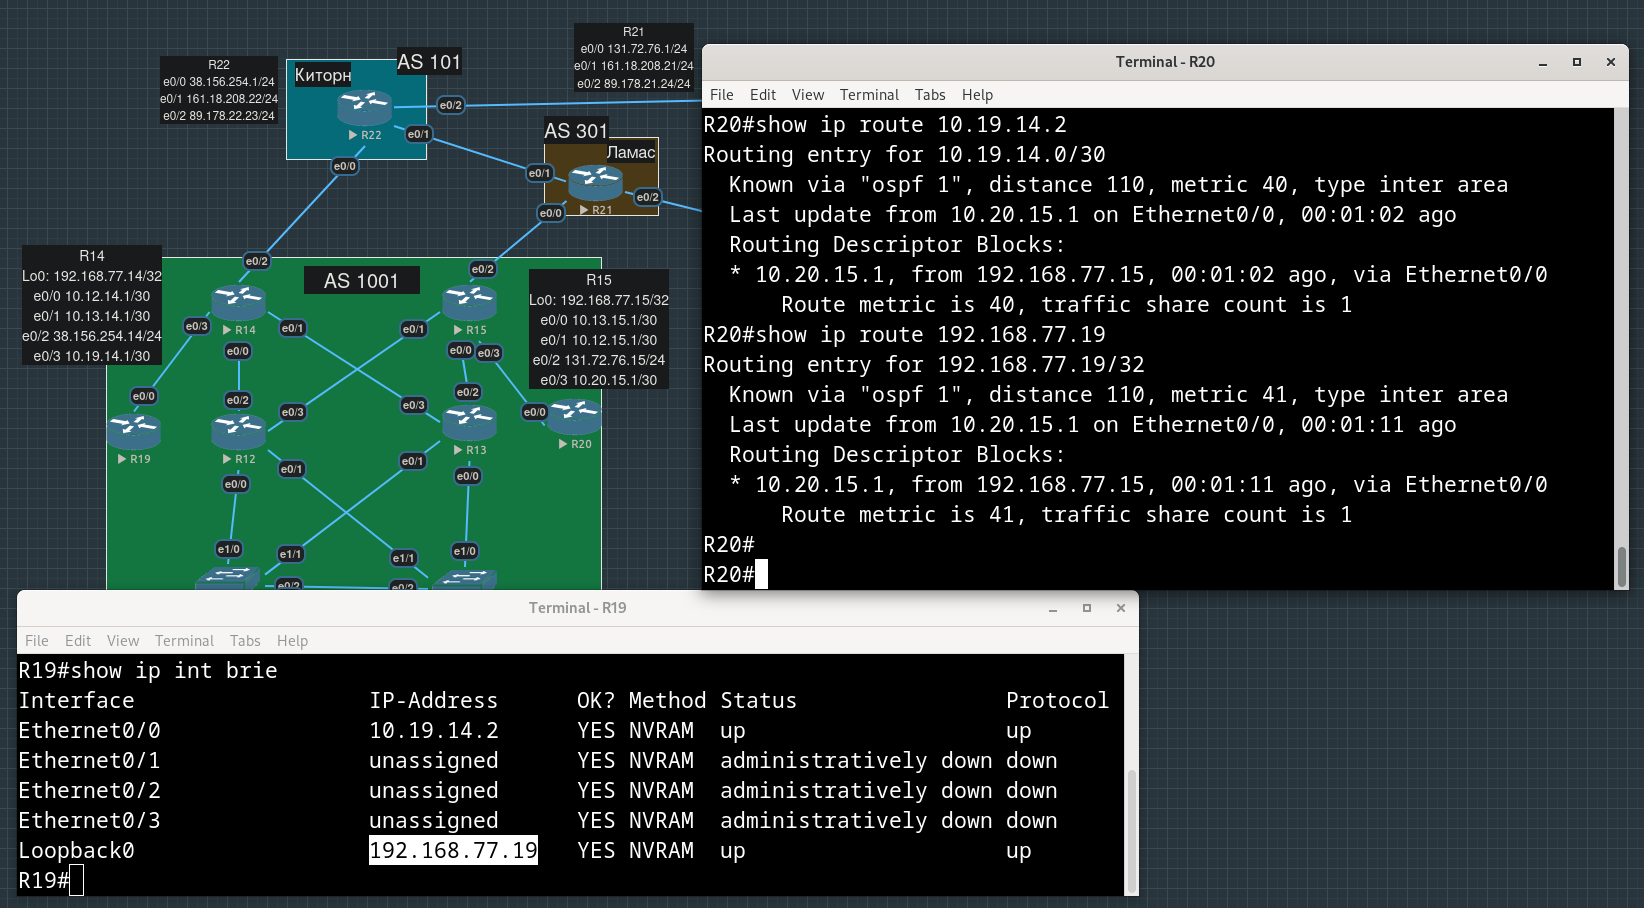 R22
e0/0 38.156.254.1/24
e0/1 161.18.208.22/24
e0/2 89.178.22.23/24
AS 101
Киторн
R22
e0/2
e0/1
e0/0
R21
e0/0 131.72.76.1/24
e0/1 161.18.208.21/24
e0/2 89.178.21.24/24
AS 301
Ламас
e0/1
e0/2
e0/0
R21
R14
Lo0: 192.168.77.14/32
e0/0 10.12.14.1/30
e0/1 10.13.14.1/30
e0/2 38.156.254.14/24
e0/3 10.19.14.1/30
AS 1001
R15
Lo0: 192.168.77.15/32
e0/0 10.13.15.1/30
e0/1 10.12.15.1/30
e0/2 131.72.76.15/24
e0/3 10.20.15.1/30
e0/2
e0/2
R14
R15
e0/3
e0/1
e0/1
e0/0
e0/0
e0/3
e0/0
e0/2
e0/3
e0/3
e0/2
e0/0
R19
R12
R13
R20
e0/1
e0/1
e0/0
e0/0
e1/0
e1/1
e1/1
e1/0
e0/2
e0/2
Terminal - R20
File Edit View Terminal Tabs Help
R20#show ip route 10.19.14.2
Routing entry for 10.19.14.0/30
Known via "ospf 1", distance 110, metric 40, type inter area
Last update from 10.20.15.1 on Ethernet0/0, 00:01:02 ago
Routing Descriptor Blocks:
* 10.20.15.1, from 192.168.77.15, 00:01:02 ago, via Ethernet0/0
Route metric is 40, traffic share count is 1
R20#show ip route 192.168.77.19
Routing entry for 192.168.77.19/32
Known via "ospf 1", distance 110, metric 41, type inter area
Last update from 10.20.15.1 on Ethernet0/0, 00:01:11 ago
Routing Descriptor Blocks:
* 10.20.15.1, from 192.168.77.15, 00:01:11 ago, via Ethernet0/0
Route metric is 41, traffic share count is 1
R20#
R20#
Terminal - R19
File Edit View Terminal Tabs Help
R19#show ip int brie
Interface IP-Address OK? Method Status Protocol
Ethernet0/0 10.19.14.2 YES NVRAM up up
Ethernet0/1 unassigned YES NVRAM administratively down down
Ethernet0/2 unassigned YES NVRAM administratively down down
Ethernet0/3 unassigned YES NVRAM administratively down down
Loopback0 192.168.77.19 YES NVRAM up up
R19#